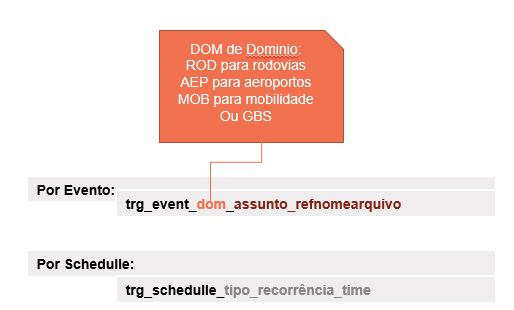 DOM de Dominio:
ROD para rodovias
AEP para aeroportos
MOB para mobilidade
Ou GBS
Por Evento:
trg_event_dom_assunto_refnomearquivo
Por Schedulle:
trg_schedulle_tipo_recorrência_time